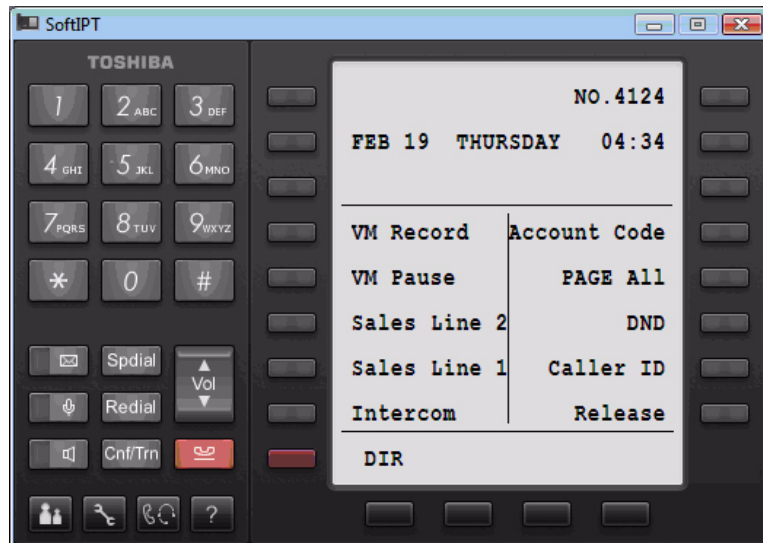 SoftIPT
TOSHIBA
1 2 ABC 3 DEF
4 GHI 5 JKL 6 MNO
7 PQRS 8 TUV 9 WXYZ
* 0 #
Spdial
Vol
Redial
Cnf/Trn
?
NO.4124
FEB 19 THURSDAY 04:34
VM Record Account Code
VM Pause PAGE All
Sales Line 2 DND
Sales Line 1 Caller ID
Intercom Release
DIR